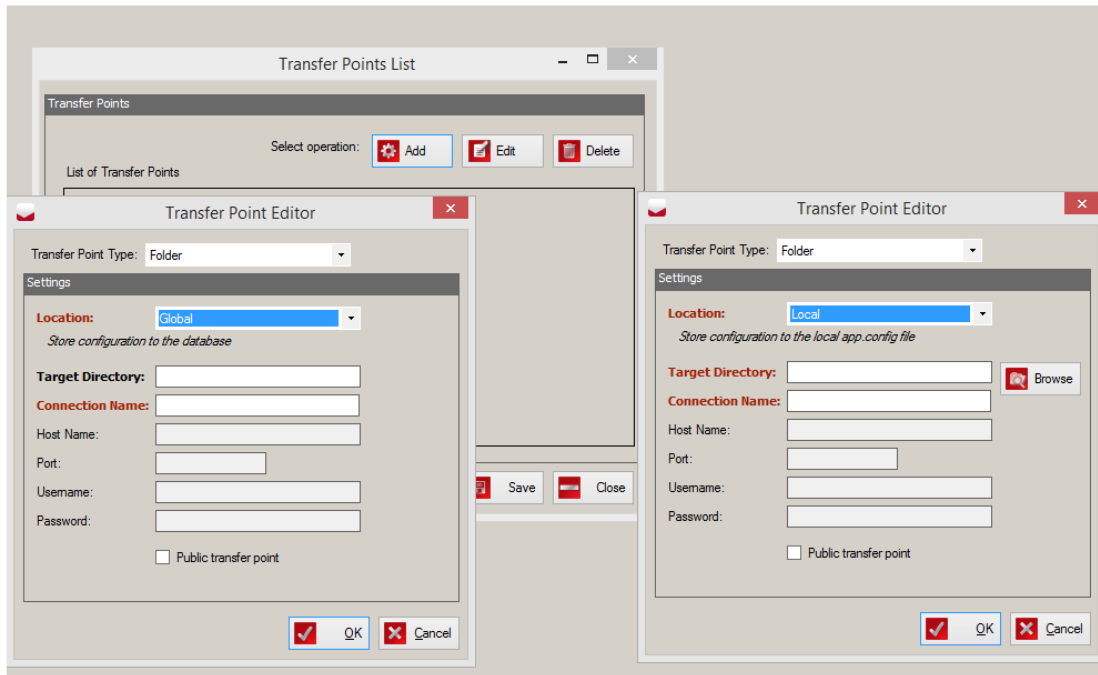 Transfer Points List
Transfer Points
Select operation: Add Edit Delete
List of Transfer Points
Save Close
Transfer Point Editor
Transfer Point Type: Folder
Settings
Location: Global
Store configuration to the database
Target Directory:
Connection Name:
Host Name:
Port:
Username:
Password:
Public transfer point
OK Cancel
Transfer Point Editor
Transfer Point Type: Folder
Settings
Location: Local
Store configuration to the local app.config file
Target Directory: Browse
Connection Name:
Host Name:
Port:
Username:
Password:
Public transfer point
OK Cancel